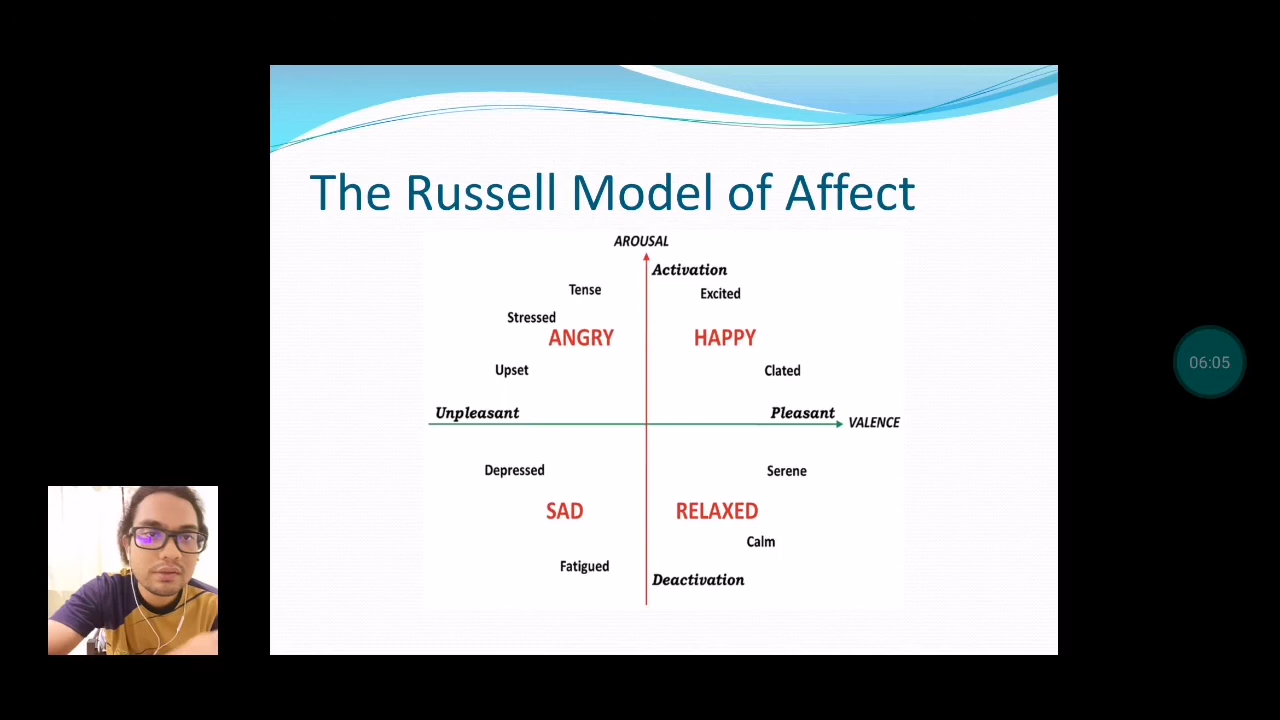 The Russell Model of Affect
AROUSAL
Activation
Tense
Excited
Stressed
ANGRY
HAPPY
Upset
Clated
Unpleasant
Pleasant
VALENCE
Depressed
Serene
SAD
RELAXED
Calm
Fatigued
Deactivation
06:05